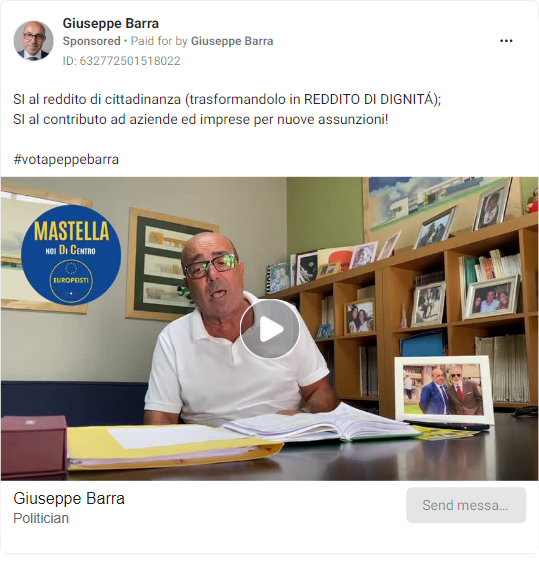 Giuseppe Barra
Sponsored • Paid for by Giuseppe Barra
ID: 632772501518022
SI al reddito di cittadinanza (trasformandolo in REDDITO DI DIGNITÁ);
SI al contributo ad aziende ed imprese per nuove assunzioni!
#votapeppebarra
MASTELLA
NOI DI CENTRO
EUROPEISTI
Giuseppe Barra
Politician
Send messa...